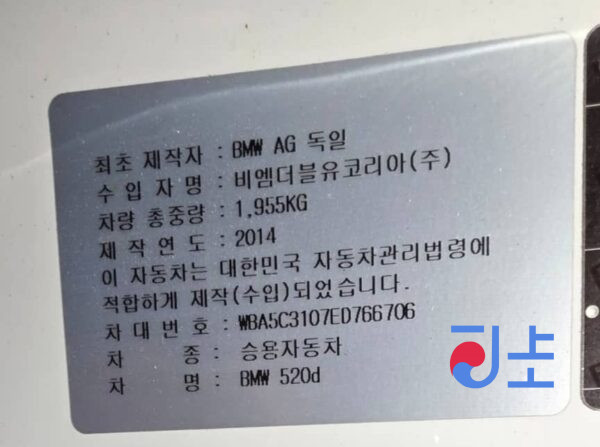 최초 제작자 : BMW AG 독일
수 입 자 명 : 비엠더블유코리아(주)
차량 총중량 : 1,955KG
제 작 연 도 : 2014
이 자동차는 대한민국 자동차관리법령에
적합하게 제작(수입)되었습니다.
차 대 번 호 : WBA5C3107ED766706
차 종 : 승용자동차
차 명 : BMW 520d